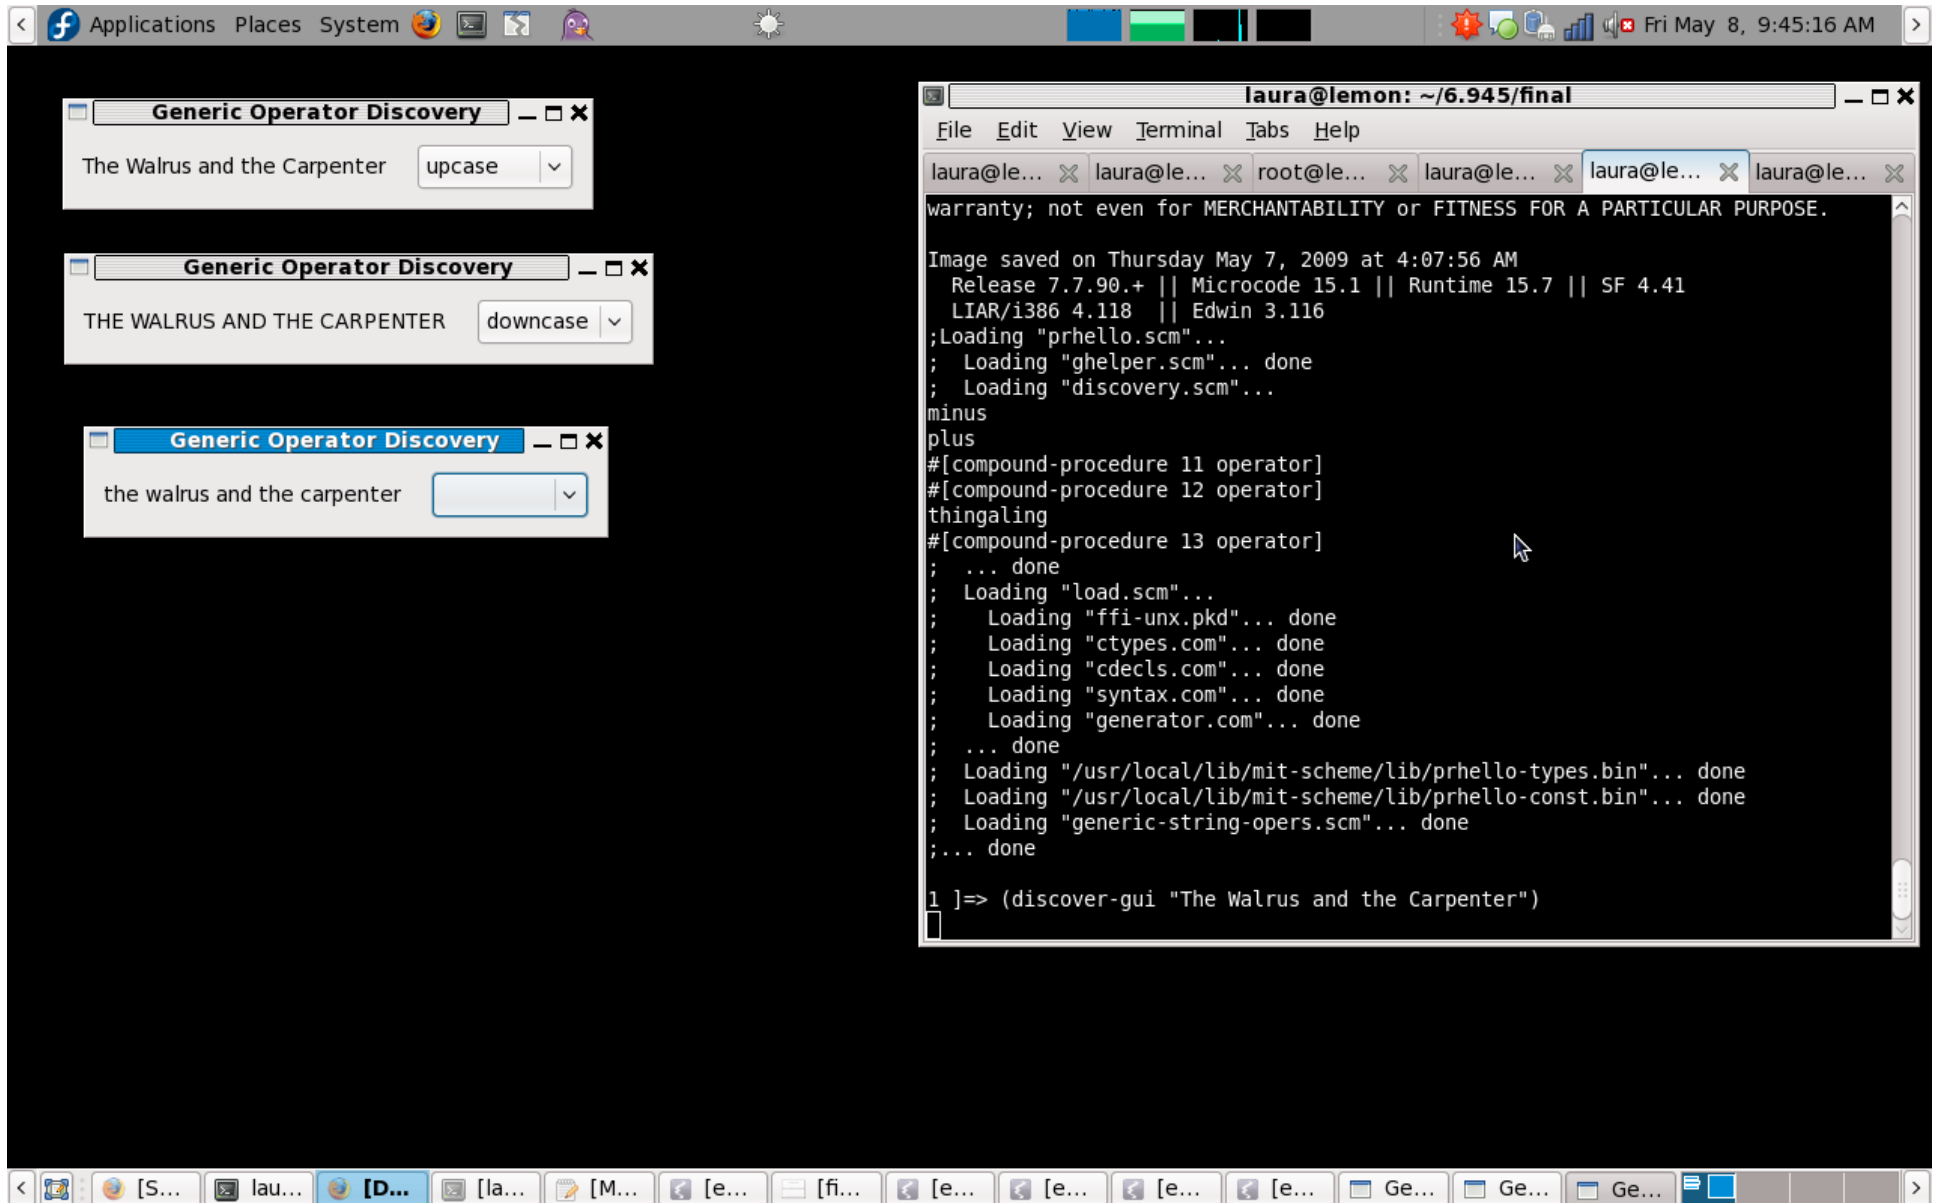 Applications Places System Fri May 8, 9:45:16 AM
Generic Operator Discovery
The Walrus and the Carpenter upcase
Generic Operator Discovery
THE WALRUS AND THE CARPENTER downcase
Generic Operator Discovery
the walrus and the carpenter
laura@lemon: ~/6.945/final
File Edit View Terminal Tabs Help
laura@le... laura@le... root@le... laura@le... laura@le... laura@le...
warranty; not even for MERCHANTABILITY or FITNESS FOR A PARTICULAR PURPOSE.
Image saved on Thursday May 7, 2009 at 4:07:56 AM
Release 7.7.90.+ || Microcode 15.1 || Runtime 15.7 || SF 4.41
LIAR/i386 4.118 || Edwin 3.116
;Loading "prhello.scm"...
; Loading "ghelper.scm"... done
; Loading "discovery.scm"...
minus
plus
#[compound-procedure 11 operator]
#[compound-procedure 12 operator]
thingaling
#[compound-procedure 13 operator]
; ... done
; Loading "load.scm"...
; Loading "ffi-unx.pkd"... done
; Loading "ctypes.com"... done
; Loading "cdecls.com"... done
; Loading "syntax.com"... done
; Loading "generator.com"... done
; ... done
; Loading "/usr/local/lib/mit-scheme/lib/prhello-types.bin"... done
; Loading "/usr/local/lib/mit-scheme/lib/prhello-const.bin"... done
; Loading "generic-string-opers.scm"... done
;... done
1 ]=> (discover-gui "The Walrus and the Carpenter")
[S... lau... [D... [la... [M... [e... [fi... [e... [e... [e... [e... Ge... Ge... Ge...